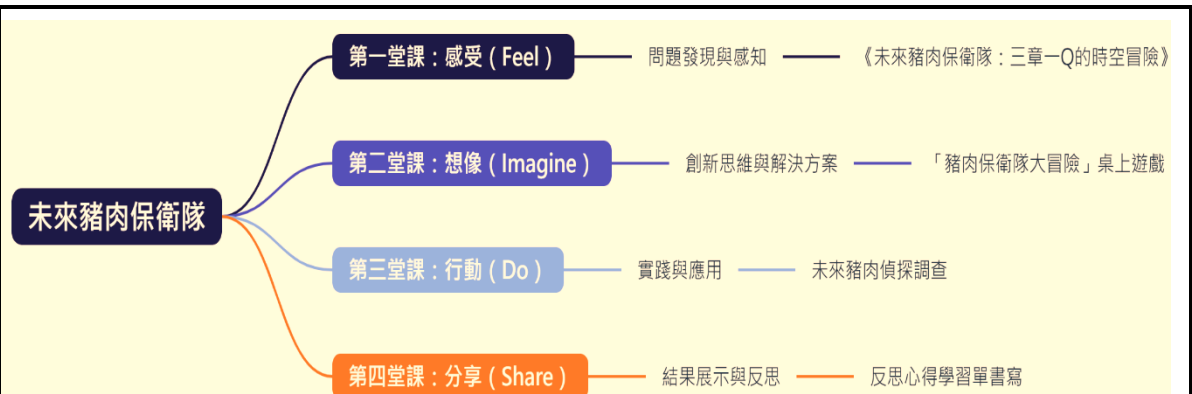 未來豬肉保衛隊
第一堂課：感受（Feel） 問題發現與感知 《未來豬肉保衛隊：三章一Q的時空冒險》
第二堂課：想像（Imagine） 創新思維與解決方案 「豬肉保衛隊大冒險」桌上遊戲
第三堂課：行動（Do） 實踐與應用 未來豬肉偵探調查
第四堂課：分享（Share） 結果展示與反思 反思心得學習單書寫